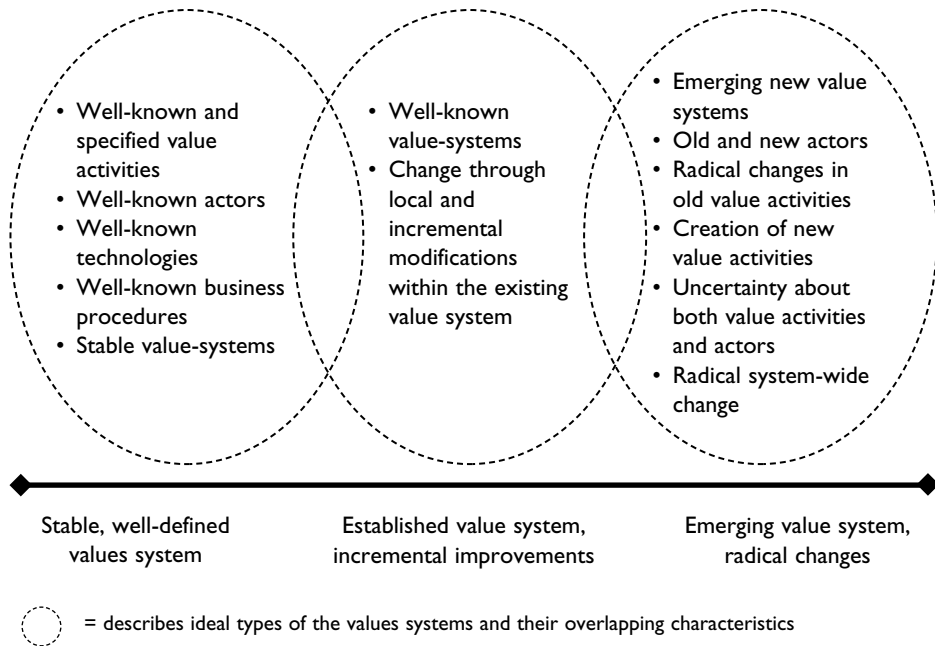 • Well-known and
specified value
activities
• Well-known actors
• Well-known
technologies
• Well-known business
procedures
• Stable value-systems
• Well-known
value-systems
• Change through
local and
incremental
modifications
within the existing
value system
• Emerging new value
systems
• Old and new actors
• Radical changes in
old value activities
• Creation of new
value activities
• Uncertainty about
both value activities
and actors
• Radical system-wide
change
Stable, well-defined
values system
Established value system,
incremental improvements
Emerging value system,
radical changes
= describes ideal types of the values systems and their overlapping characteristics